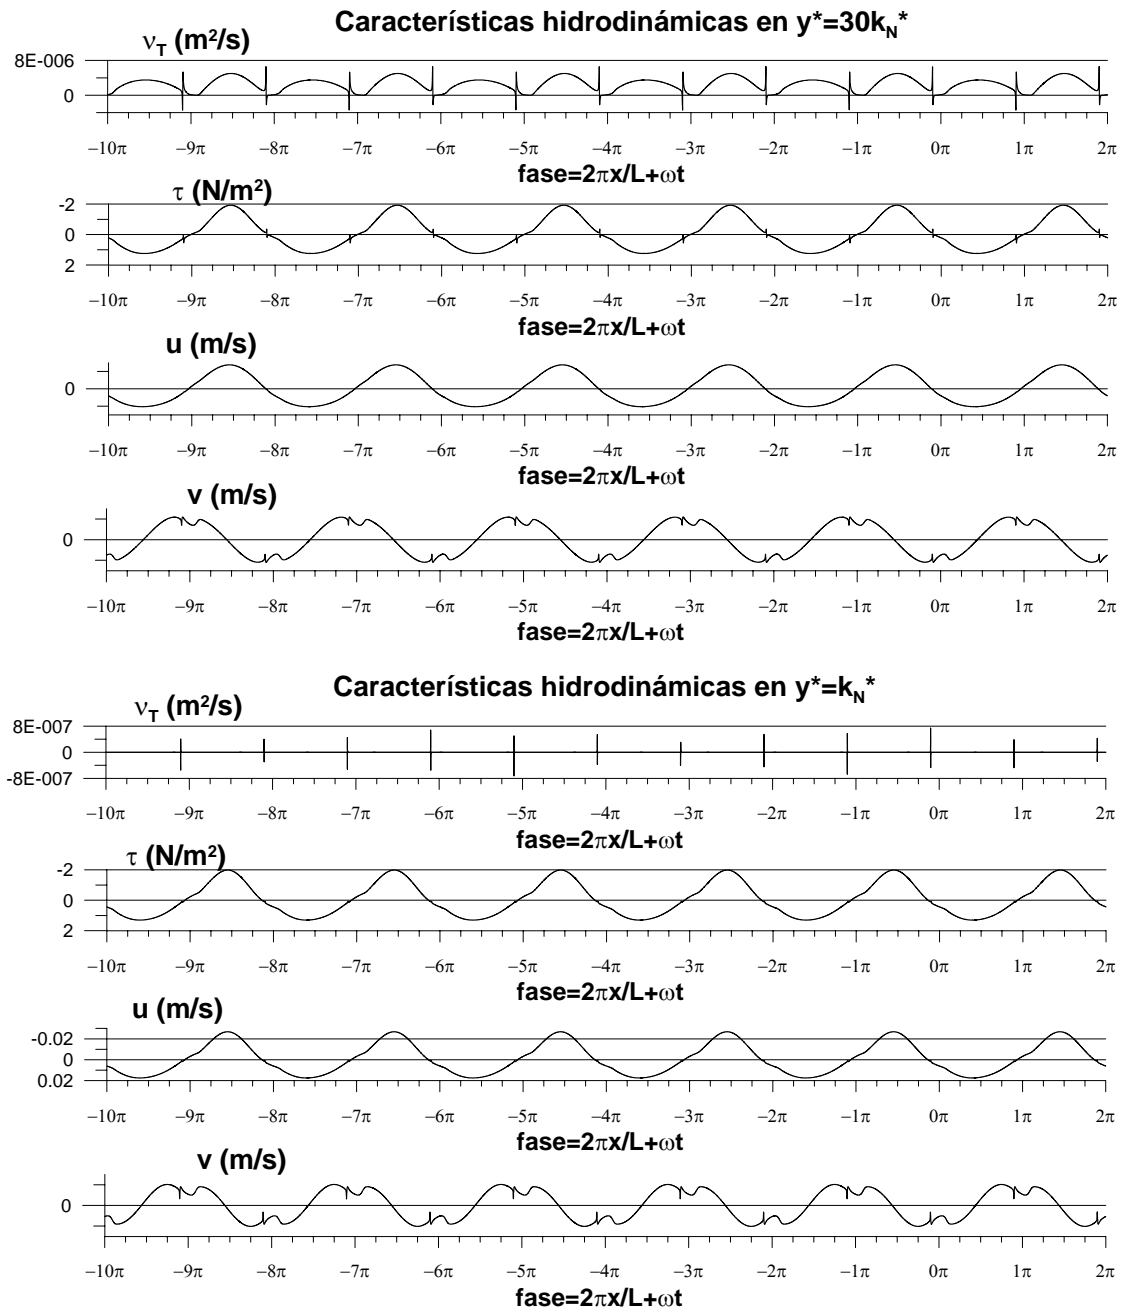 Características hidrodinámicas en y*=30k_N*
ν_T (m²/s)
8E-006
0
−10π −9π −8π −7π −6π −5π −4π −3π −2π −1π 0π 1π 2π
fase=2πx/L+ωt
τ (N/m²)
-2
0
2
−10π −9π −8π −7π −6π −5π −4π −3π −2π −1π 0π 1π 2π
fase=2πx/L+ωt
u (m/s)
0
−10π −9π −8π −7π −6π −5π −4π −3π −2π −1π 0π 1π 2π
fase=2πx/L+ωt
v (m/s)
0
−10π −9π −8π −7π −6π −5π −4π −3π −2π −1π 0π 1π 2π
fase=2πx/L+ωt
Características hidrodinámicas en y*=k_N*
ν_T (m²/s)
8E-007
0
-8E-007
−10π −9π −8π −7π −6π −5π −4π −3π −2π −1π 0π 1π 2π
fase=2πx/L+ωt
τ (N/m²)
-2
0
2
−10π −9π −8π −7π −6π −5π −4π −3π −2π −1π 0π 1π 2π
fase=2πx/L+ωt
u (m/s)
-0.02
0
0.02
−10π −9π −8π −7π −6π −5π −4π −3π −2π −1π 0π 1π 2π
fase=2πx/L+ωt
v (m/s)
0
−10π −9π −8π −7π −6π −5π −4π −3π −2π −1π 0π 1π 2π
fase=2πx/L+ωt